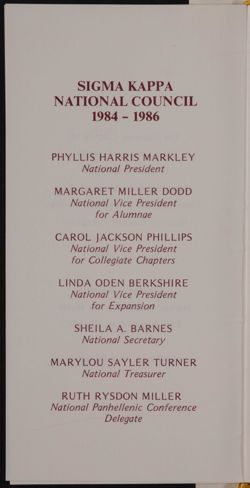 SIGMA KAPPA
NATIONAL COUNCIL
1984 – 1986
PHYLLIS HARRIS MARKLEY
National President
MARGARET MILLER DODD
National Vice President
for Alumnae
CAROL JACKSON PHILLIPS
National Vice President
for Collegiate Chapters
LINDA ODEN BERKSHIRE
National Vice President
for Expansion
SHEILA A. BARNES
National Secretary
MARYLOU SAYLER TURNER
National Treasurer
RUTH RYSDON MILLER
National Panhellenic Conference
Delegate